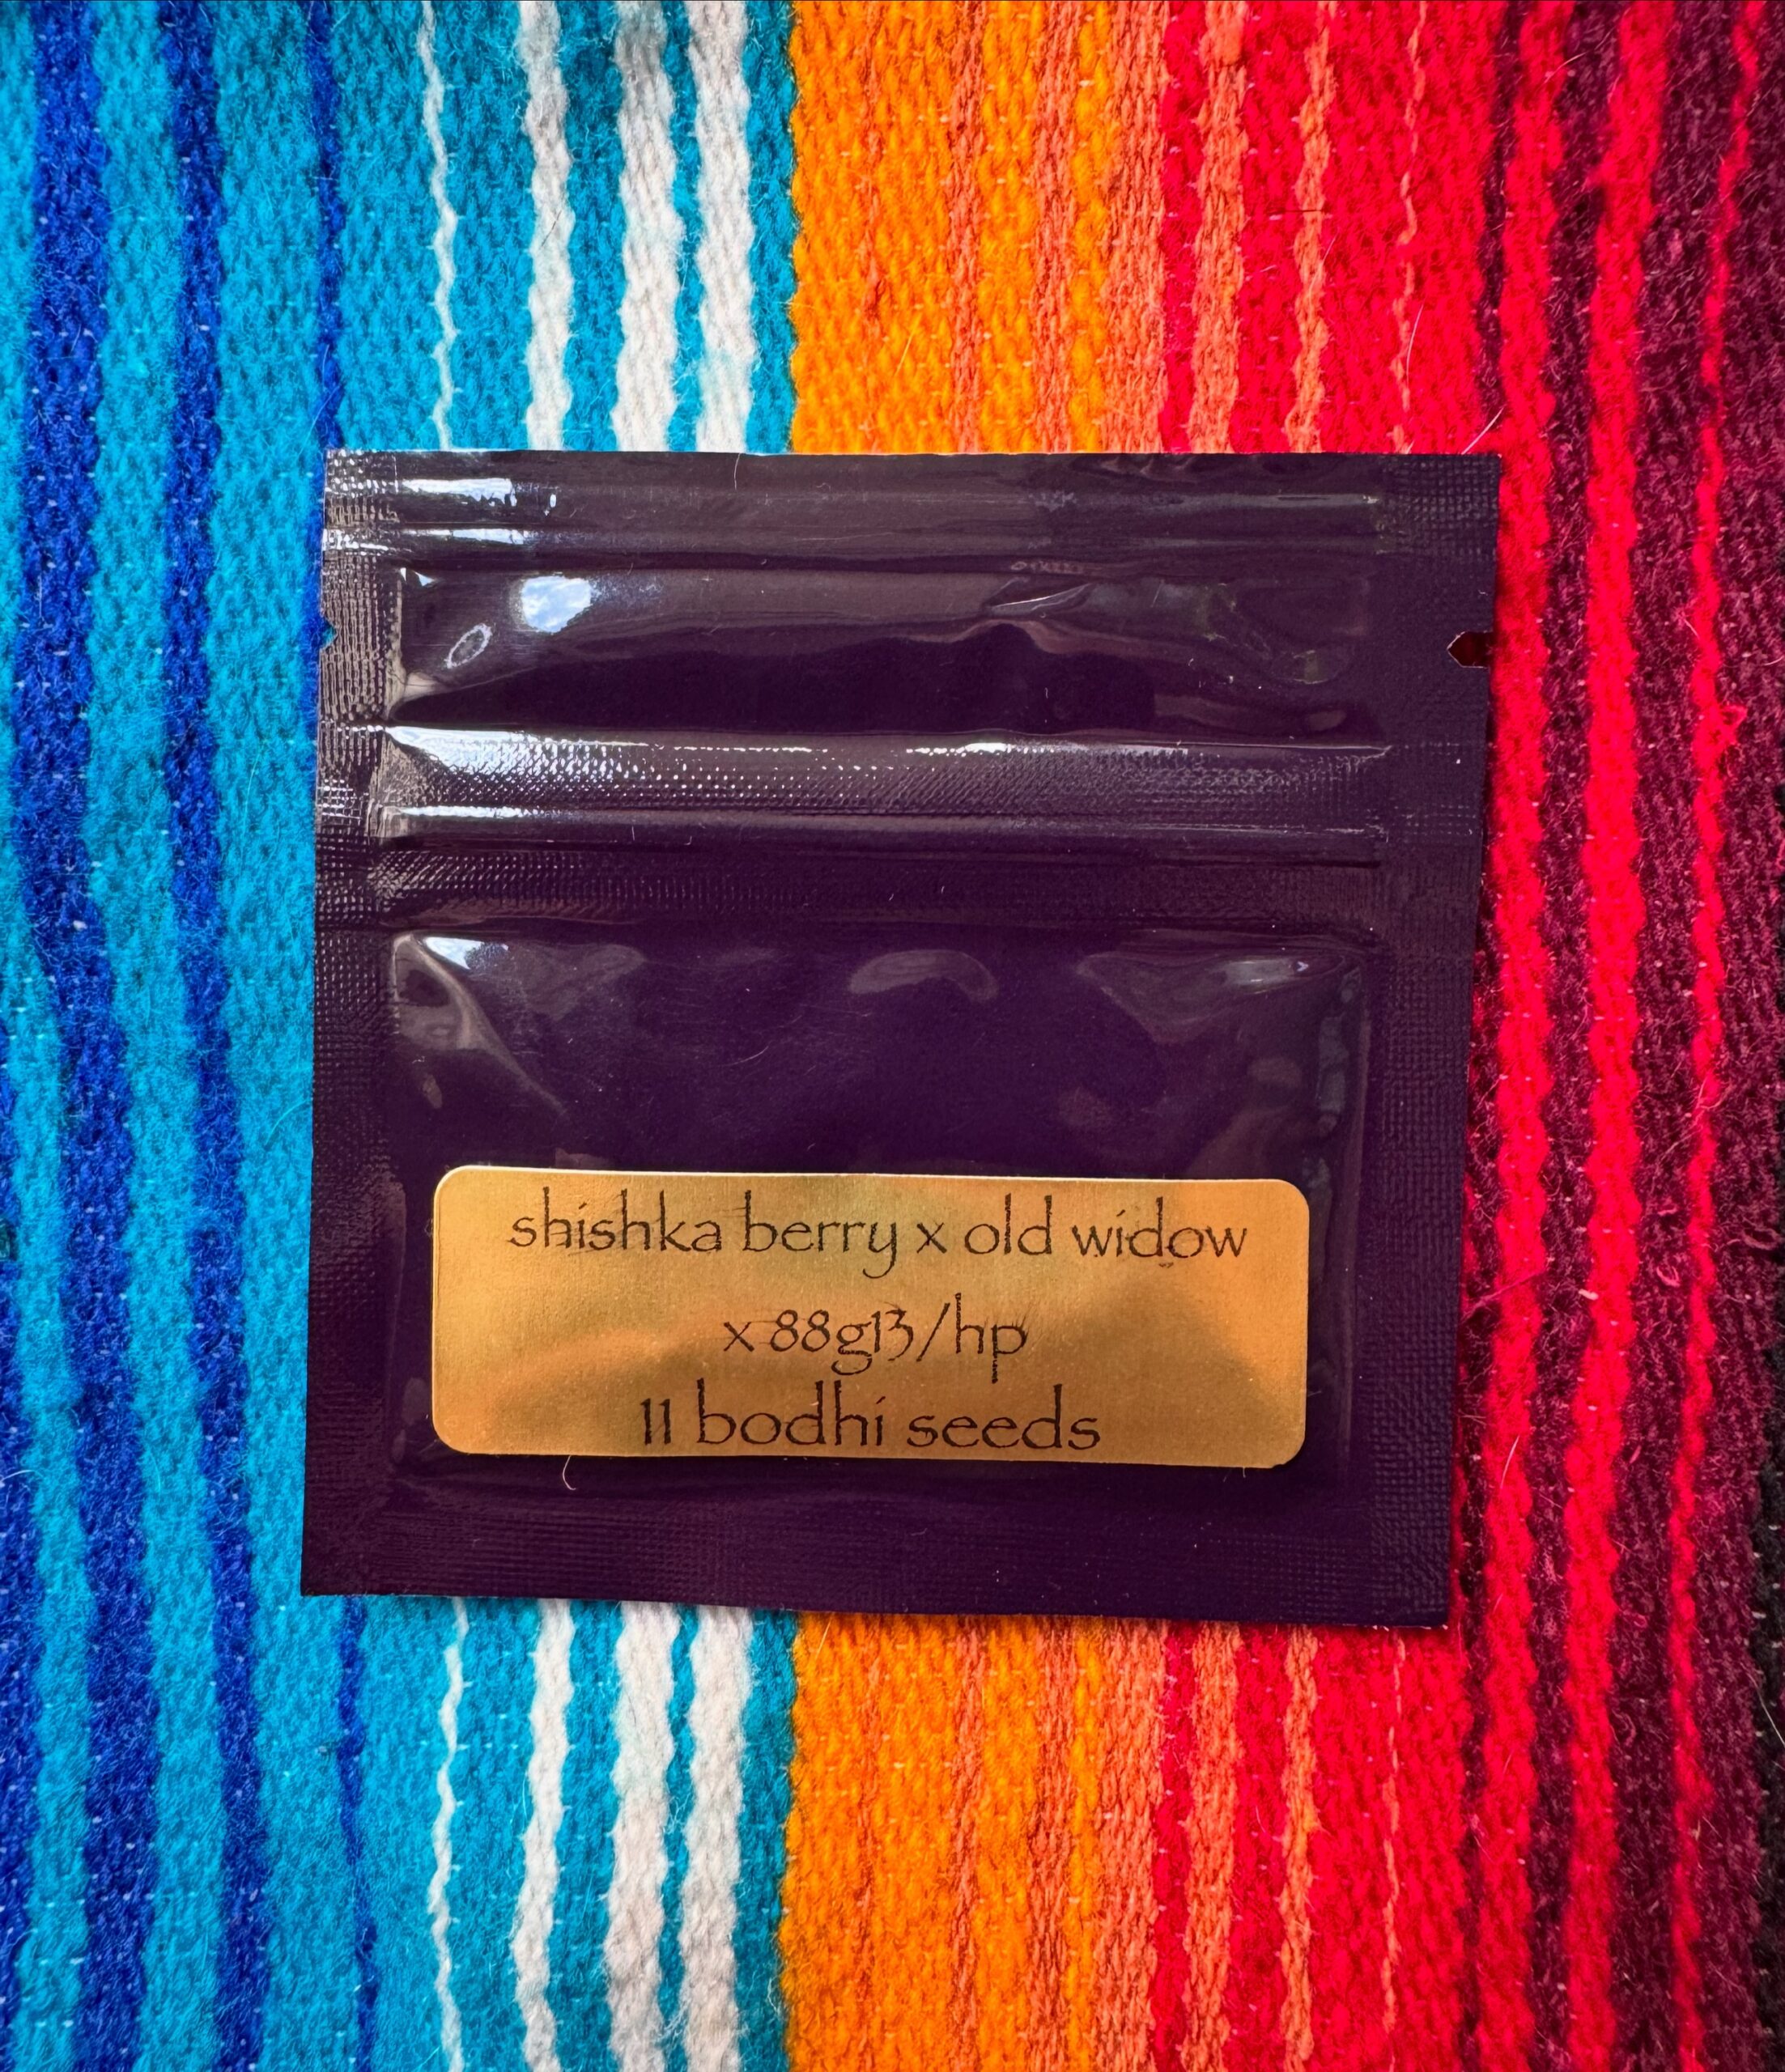 shishka berry x old widow
x 88g13/hp
11 bodhi seeds